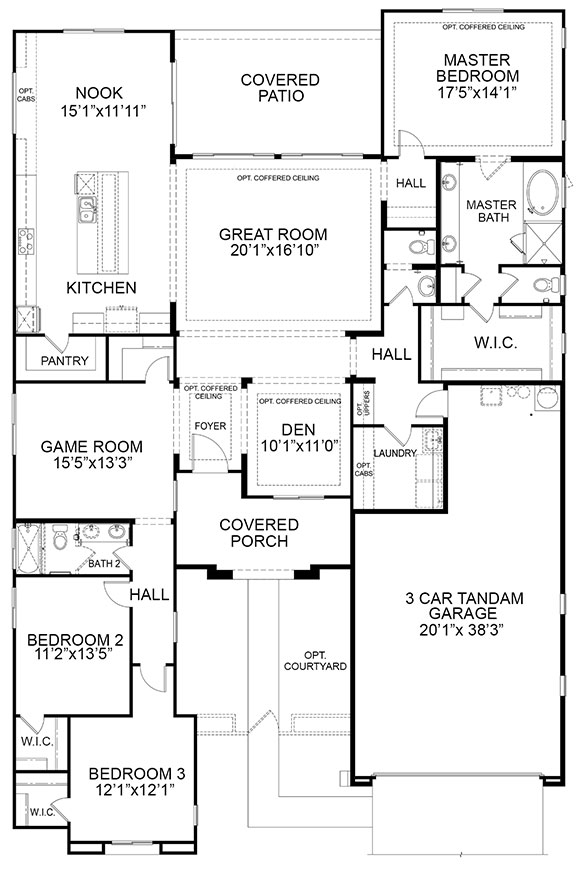 OPT. COFFERED CEILING
MASTER
BEDROOM
17'5"x14'1"
COVERED
PATIO
NOOK
15'1"x11'11"
OPT.
CABS
HALL
MASTER
BATH
OPT. COFFERED CEILING
GREAT ROOM
20'1"x16'10"
KITCHEN
PANTRY
HALL
W.I.C.
OPT. COFFERED
CEILING
FOYER
OPT. COFFERED CEILING
DEN
10'1"x11'0"
OPT.
UPPERS
LAUNDRY
OPT.
CABS
GAME ROOM
15'5"x13'3"
COVERED
PORCH
BATH 2
HALL
BEDROOM 2
11'2"x13'5"
3 CAR TANDAM
GARAGE
20'1"x 38'3"
OPT.
COURTYARD
W.I.C.
BEDROOM 3
12'1"x12'1"
W.I.C.